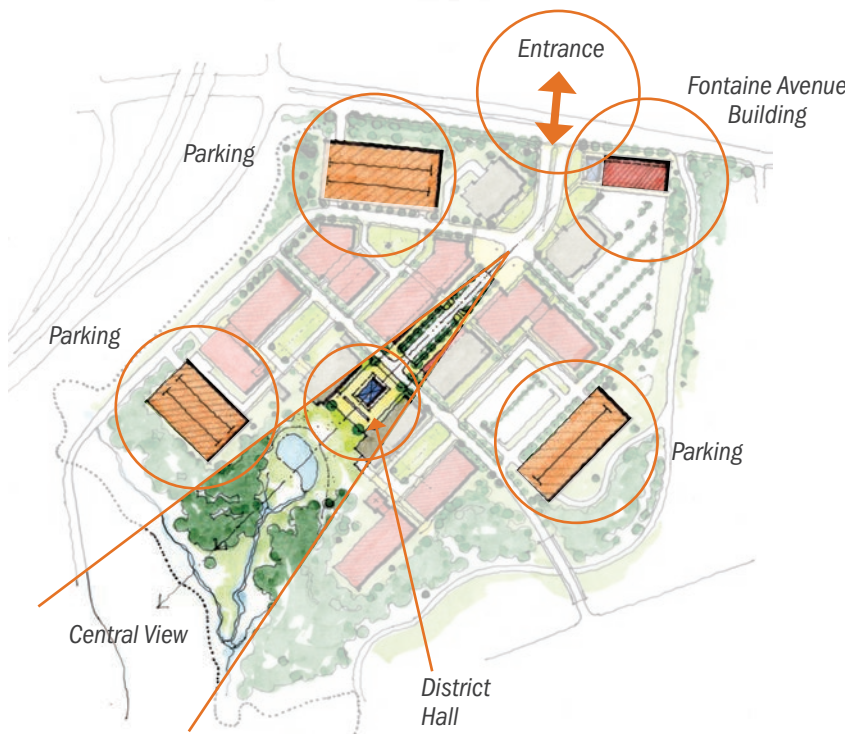 Entrance
Fontaine Avenue
Building
Parking
Parking
Parking
Central View
District
Hall